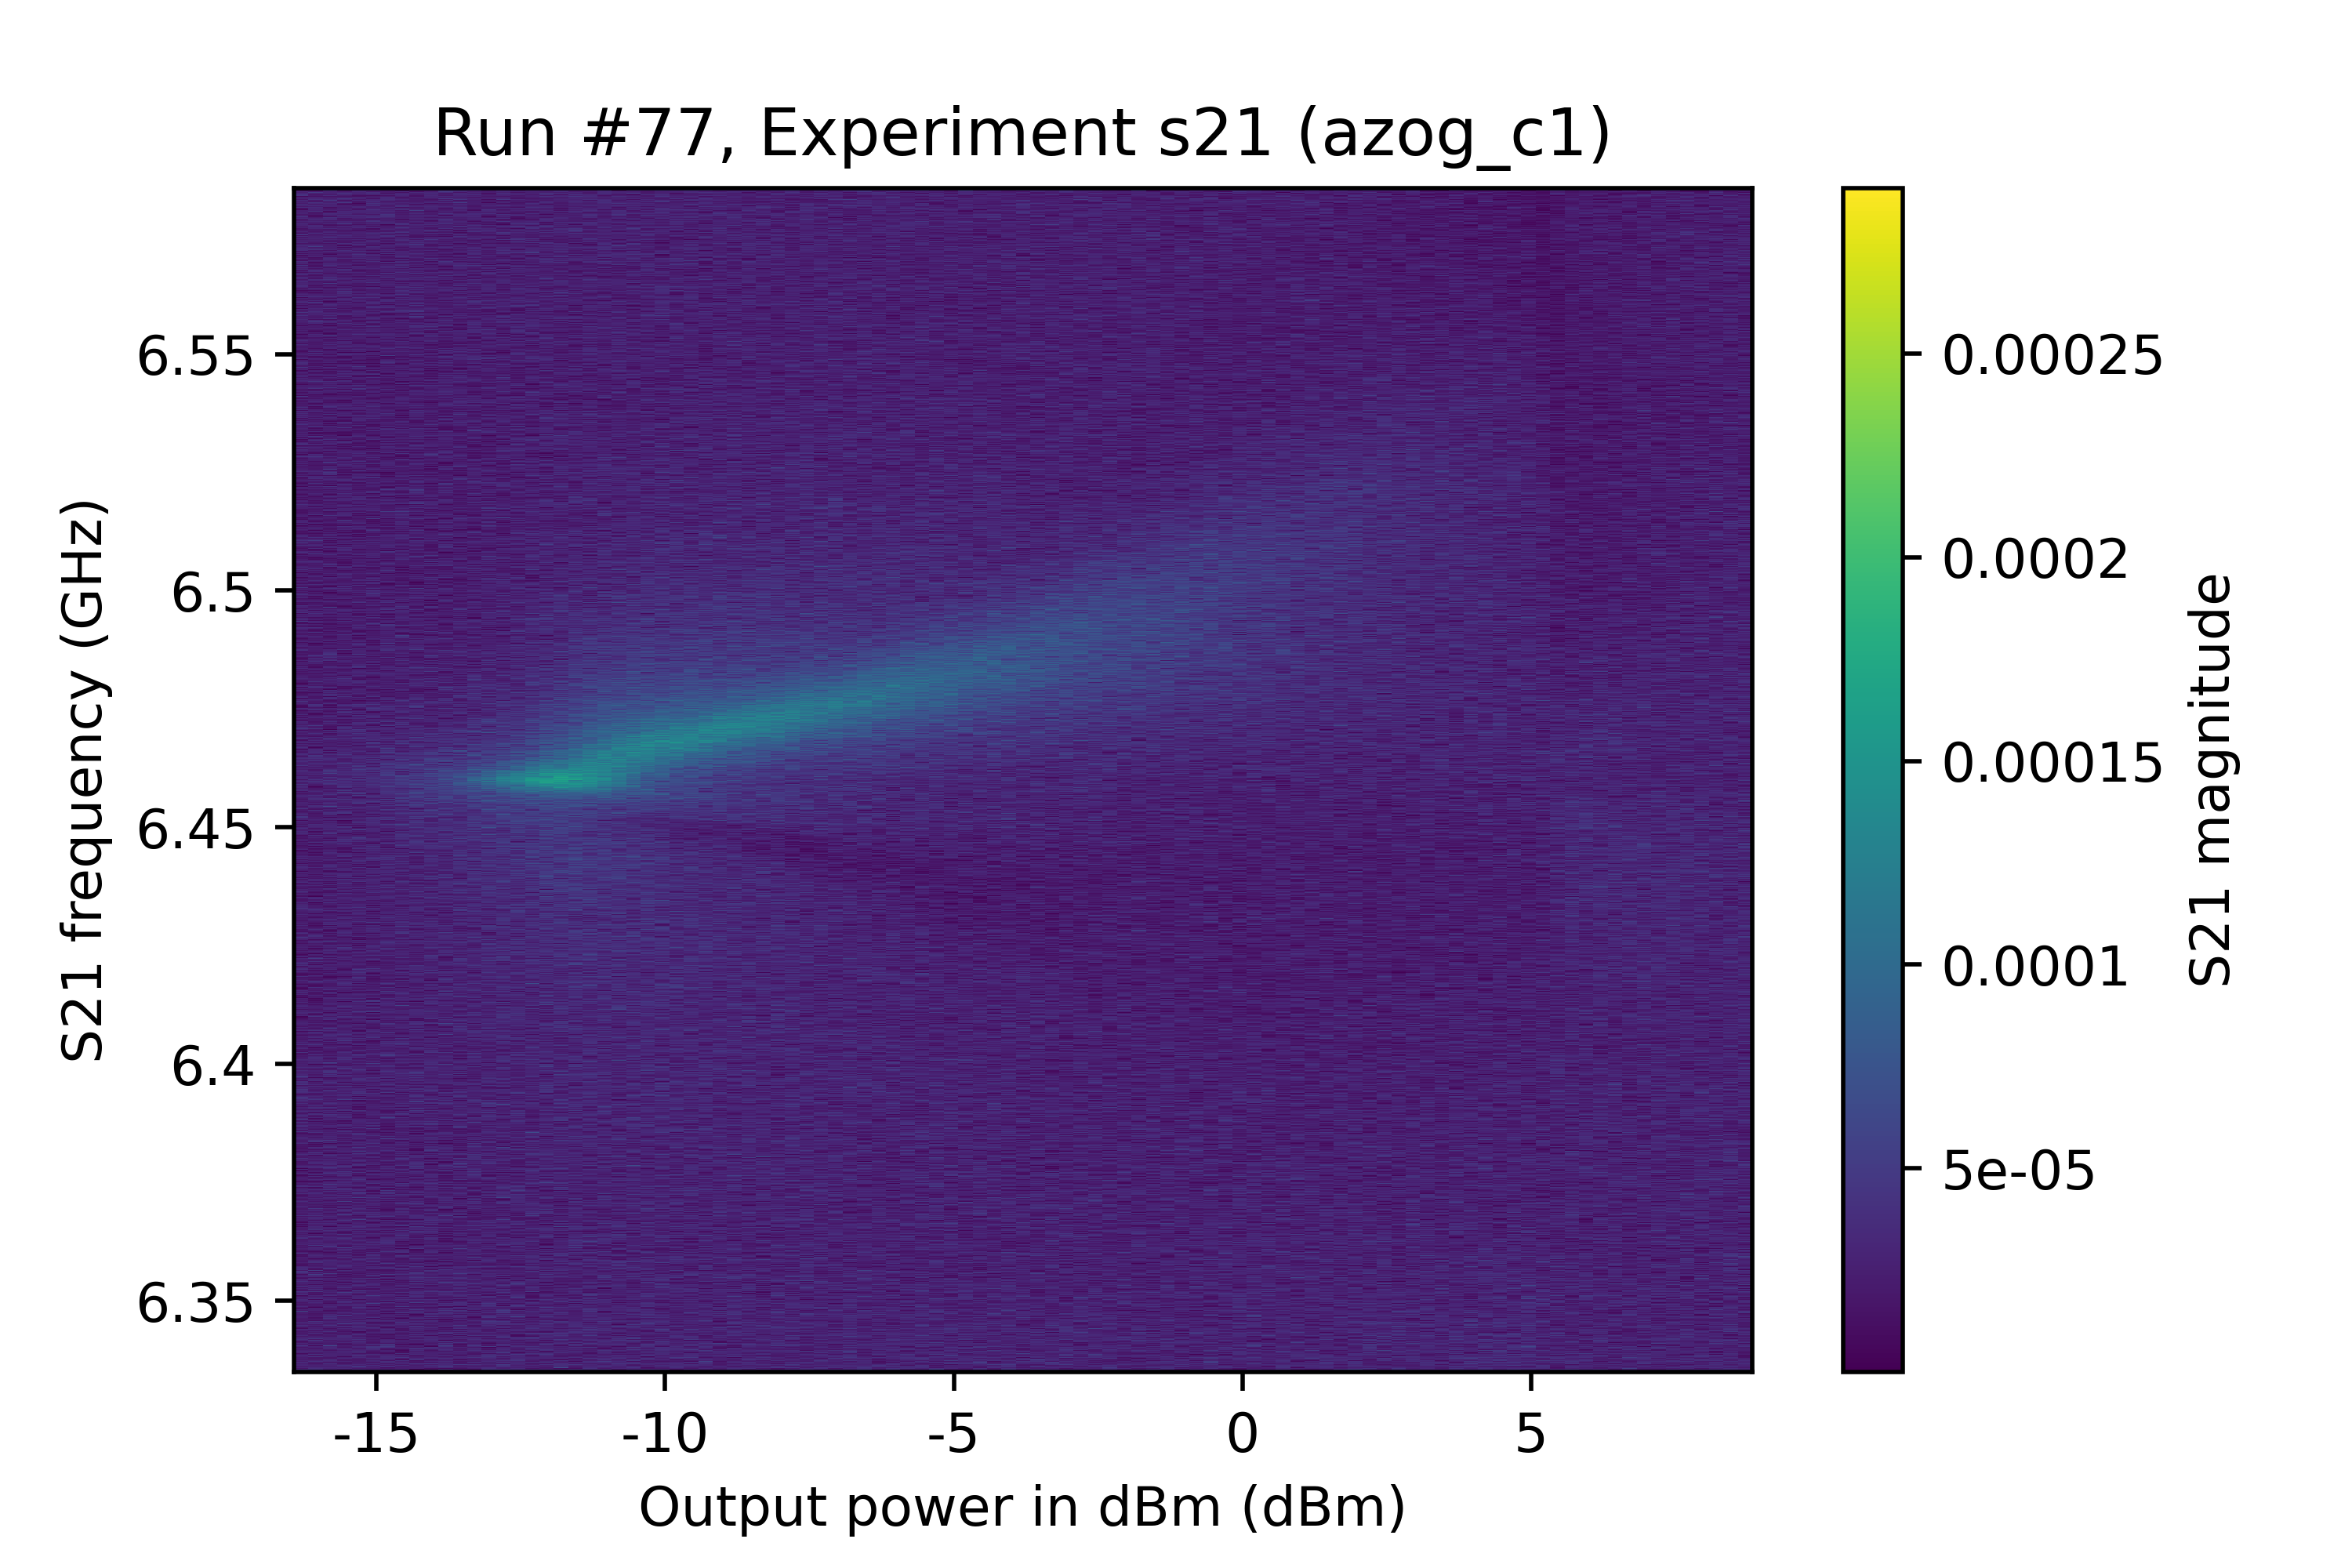 Run #77, Experiment s21 (azog_c1)
S21 frequency (GHz)
6.55
6.5
6.45
6.4
6.35
-15
-10
-5
0
5
Output power in dBm (dBm)
0.00025
0.0002
0.00015
0.0001
5e-05
S21 magnitude